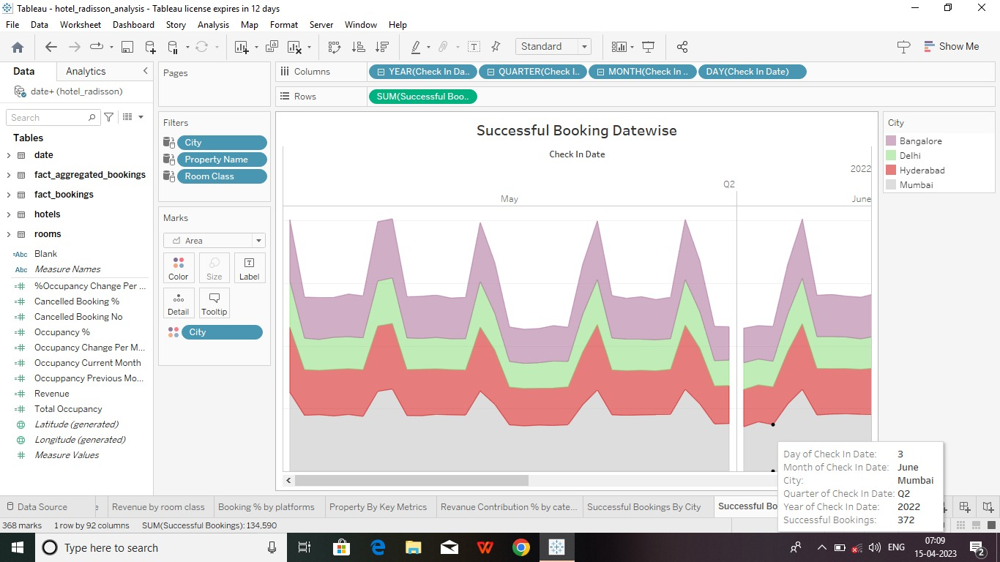 Tableau - hotel_radisson_analysis - Tableau license expires in 12 days
File Data Worksheet Dashboard Story Analysis Map Format Server Window Help
Standard
Show Me
Data Analytics
date+ (hotel_radisson)
Search
Tables
date
fact_aggregated_bookings
fact_bookings
hotels
rooms
=Abc Blank
Abc Measure Names
%Occupancy Change Per ...
Cancelled Booking %
Cancelled Booking No
Occupancy %
Occupancy Change Per M...
Occupancy Current Month
Occuppancy Previous Mo...
Revenue
Total Occupancy
Latitude (generated)
Longitude (generated)
Measure Values
Pages
Filters
City
Property Name
Room Class
Marks
Area
Color Size Label
Detail Tooltip
City
Columns YEAR(Check In Da.. QUARTER(Check I.. MONTH(Check In .. DAY(Check In Date)
Rows SUM(Successful Boo..
Successful Booking Datewise
Check In Date
2022
Q2
May June
City
Bangalore
Delhi
Hyderabad
Mumbai
Day of Check In Date: 3
Month of Check In Date: June
City: Mumbai
Quarter of Check In Date: Q2
Year of Check In Date: 2022
Successful Bookings: 372
Data Source Revenue by room class Booking % by platforms Property By Key Metrics Revanue Contribution % by cate... Successful Bookings By City Successful Bo
368 marks 1 row by 92 columns SUM(Successful Bookings): 134.590
Type here to search
ENG
07:09
15-04-2023
2